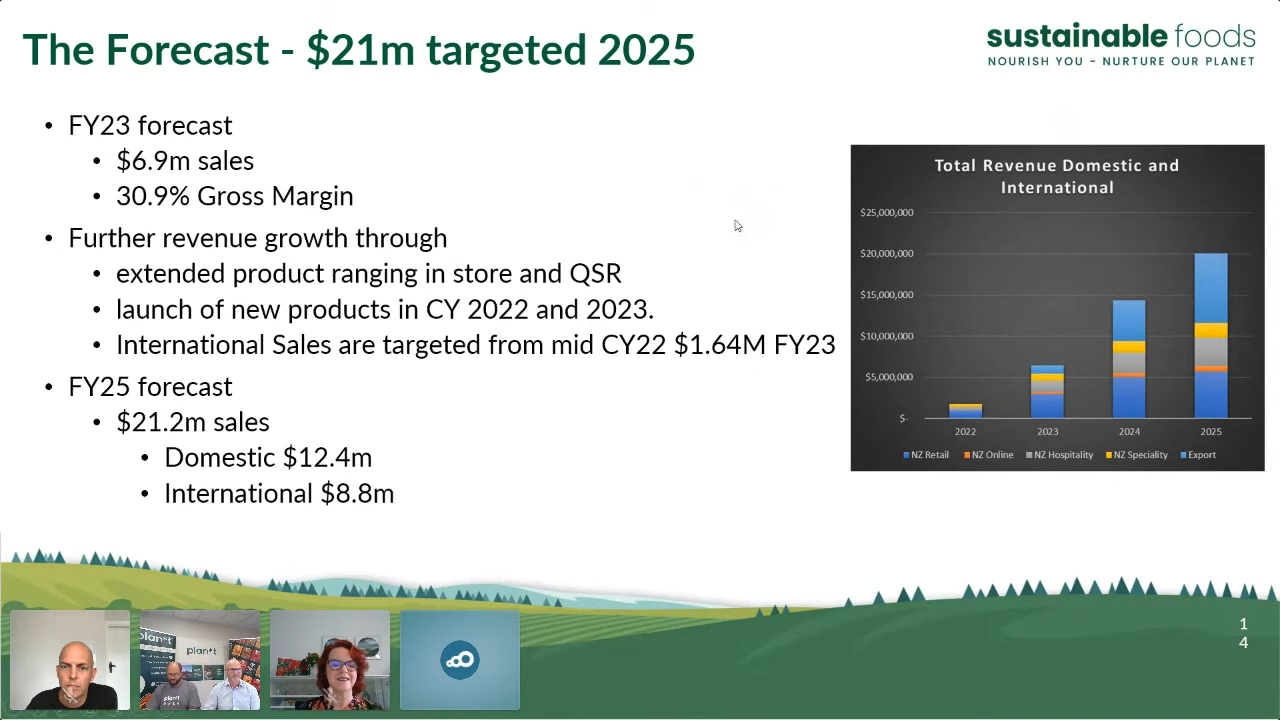 The Forecast - $21m targeted 2025
sustainable foods
NOURISH YOU – NURTURE OUR PLANET
• FY23 forecast
• $6.9m sales
• 30.9% Gross Margin
• Further revenue growth through
• extended product ranging in store and QSR
• launch of new products in CY 2022 and 2023.
• International Sales are targeted from mid CY22 $1.64M FY23
• FY25 forecast
• $21.2m sales
• Domestic $12.4m
• International $8.8m
Total Revenue Domestic and
International
$25,000,000
$20,000,000
$15,000,000
$10,000,000
$5,000,000
$-
2022 2023 2024 2025
NZ Retail NZ Online NZ Hospitality NZ Speciality Export
1
4
plan*t
plan*t
plan*t